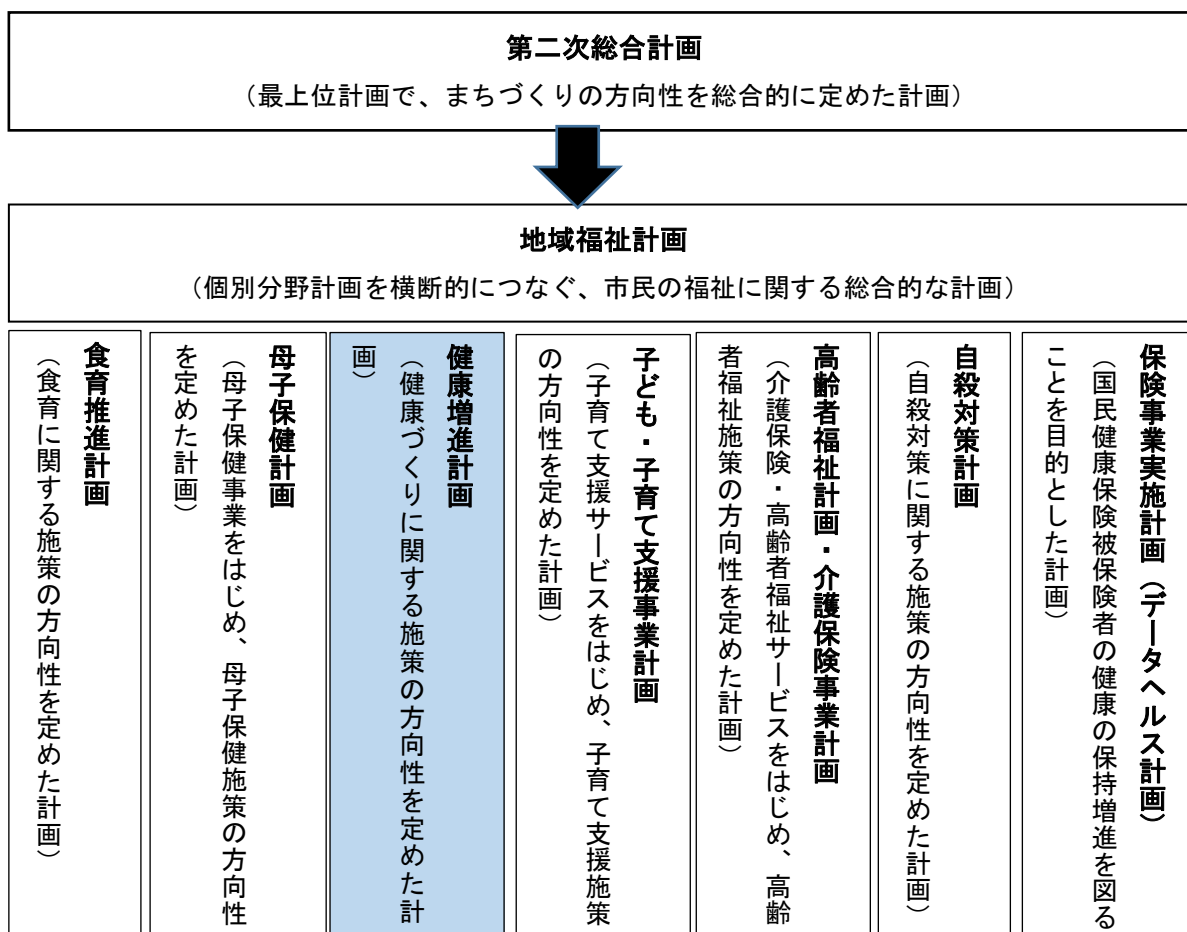 第二次総合計画
（最上位計画で、まちづくりの方向性を総合的に定めた計画）
地域福祉計画
（個別分野計画を横断的につなぐ、市民の福祉に関する総合的な計画）
保険事業実施計画（データヘルス計画）
（国民健康保険被保険者の健康の保持増進を図る
ことを目的とした計画）
自殺対策計画
（自殺対策に関する施策の方向性を定めた計画）
高齢者福祉計画・介護保険事業計画
（介護保険・高齢者福祉サービスをはじめ、高齢
者福祉施策の方向性を定めた計画）
子ども・子育て支援事業計画
（子育て支援サービスをはじめ、子育て支援施策
の方向性を定めた計画）
健康増進計画
（健康づくりに関する施策の方向性を定めた計
画）
母子保健計画
（母子保健事業をはじめ、母子保健施策の方向性
を定めた計画）
食育推進計画
（食育に関する施策の方向性を定めた計画）